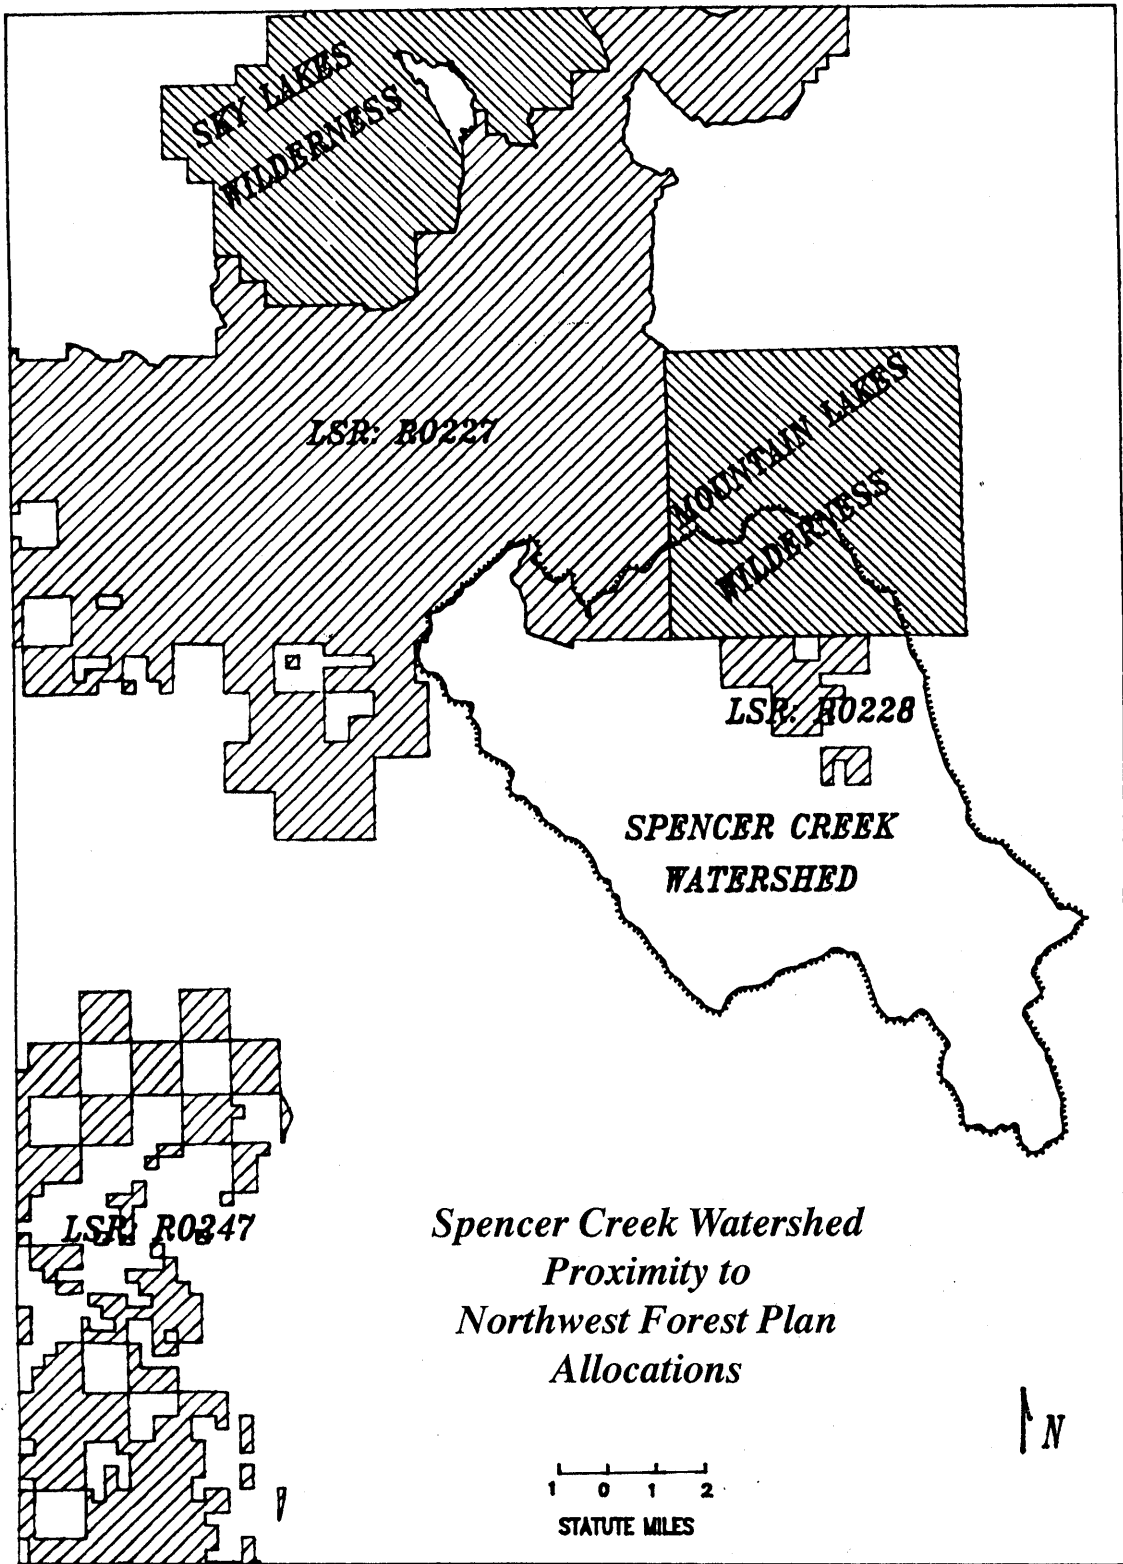 SKY LAKES
WILDERNESS
LSR: R0227
MOUNTAIN LAKES
WILDERNESS
LSR: R0228
SPENCER CREEK
WATERSHED
LSR: R0247
Spencer Creek Watershed
Proximity to
Northwest Forest Plan
Allocations
N
1 0 1 2
STATUTE MILES